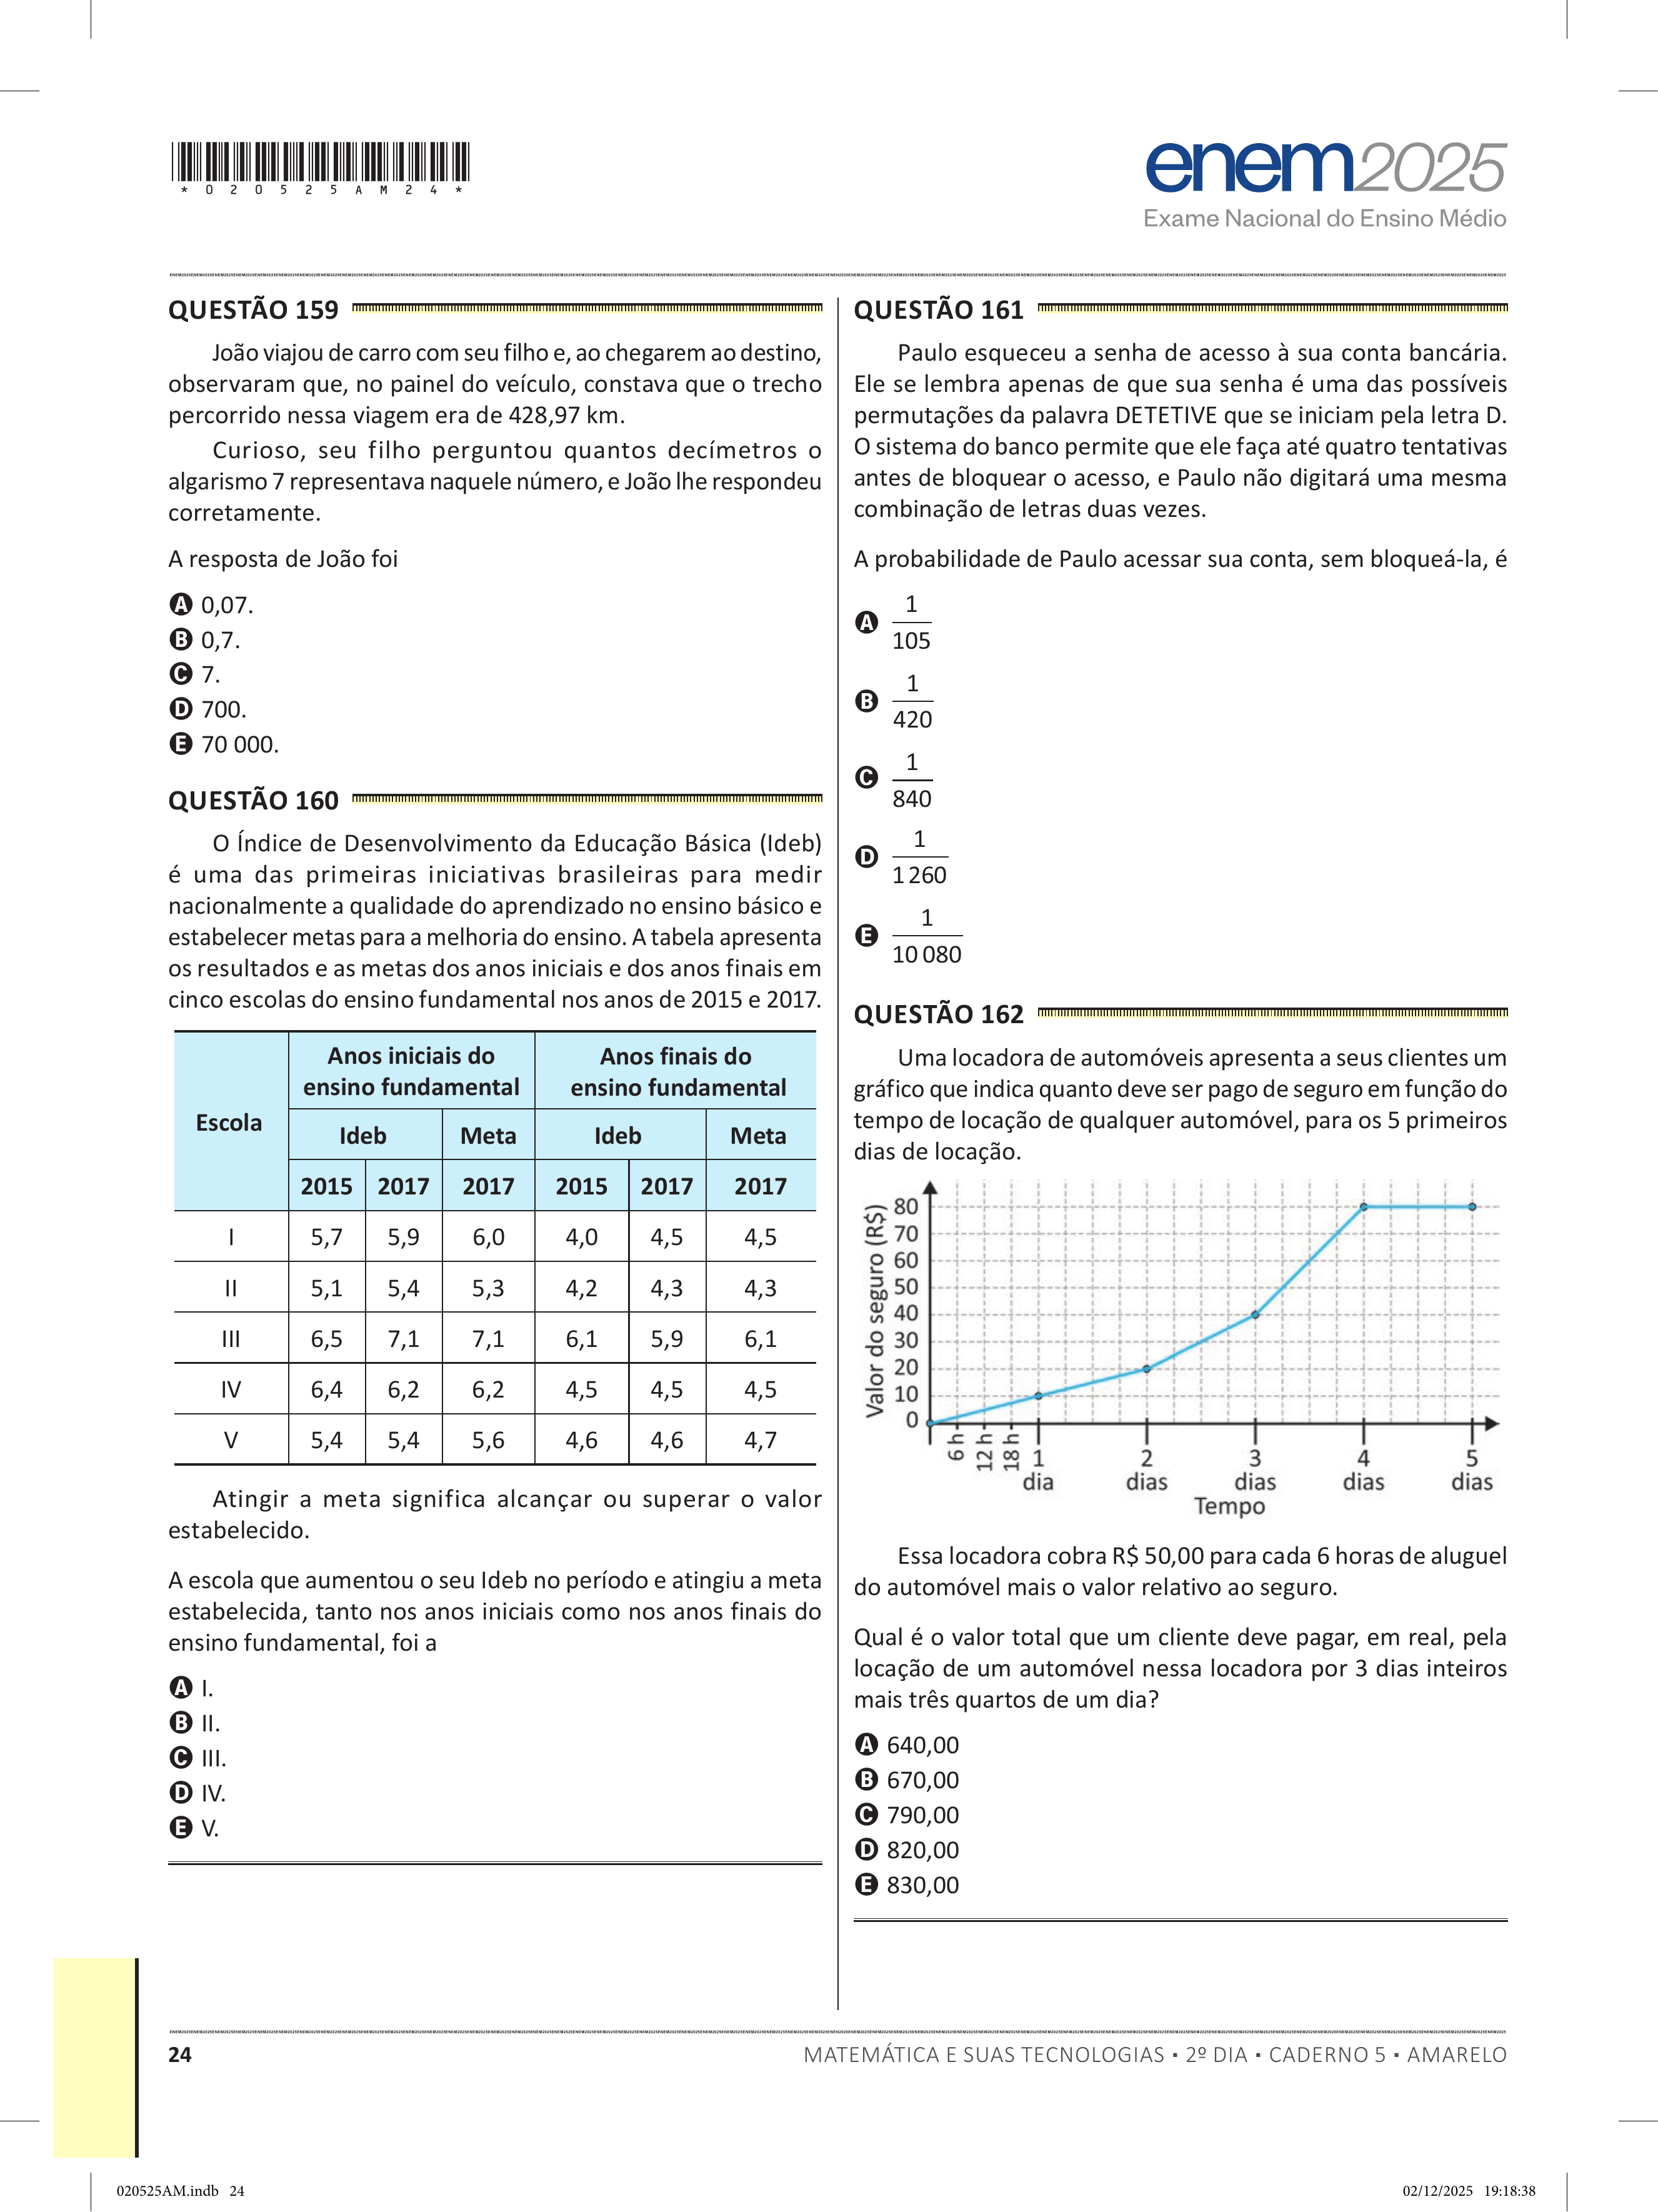 *020525AM24*
enem2025
Exame Nacional do Ensino Médio
QUESTÃO 159
João viajou de carro com seu filho e, ao chegarem ao destino,
observaram que, no painel do veículo, constava que o trecho
percorrido nessa viagem era de 428,97 km.
Curioso, seu filho perguntou quantos decímetros o
algarismo 7 representava naquele número, e João lhe respondeu
corretamente.
A resposta de João foi
A 0,07.
B 0,7.
C 7.
D 700.
E 70 000.
QUESTÃO 160
O Índice de Desenvolvimento da Educação Básica (Ideb)
é uma das primeiras iniciativas brasileiras para medir
nacionalmente a qualidade do aprendizado no ensino básico e
estabelecer metas para a melhoria do ensino. A tabela apresenta
os resultados e as metas dos anos iniciais e dos anos finais em
cinco escolas do ensino fundamental nos anos de 2015 e 2017.
Escola
Anos iniciais do
ensino fundamental
Anos finais do
ensino fundamental
Ideb Meta Ideb Meta
2015 2017 2017 2015 2017 2017
I 5,7 5,9 6,0 4,0 4,5 4,5
II 5,1 5,4 5,3 4,2 4,3 4,3
III 6,5 7,1 7,1 6,1 5,9 6,1
IV 6,4 6,2 6,2 4,5 4,5 4,5
V 5,4 5,4 5,6 4,6 4,6 4,7
Atingir a meta significa alcançar ou superar o valor
estabelecido.
A escola que aumentou o seu Ideb no período e atingiu a meta
estabelecida, tanto nos anos iniciais como nos anos finais do
ensino fundamental, foi a
A I.
B II.
C III.
D IV.
E V.
QUESTÃO 161
Paulo esqueceu a senha de acesso à sua conta bancária.
Ele se lembra apenas de que sua senha é uma das possíveis
permutações da palavra DETETIVE que se iniciam pela letra D.
O sistema do banco permite que ele faça até quatro tentativas
antes de bloquear o acesso, e Paulo não digitará uma mesma
combinação de letras duas vezes.
A probabilidade de Paulo acessar sua conta, sem bloqueá-la, é
A 1/105
B 1/420
C 1/840
D 1/1 260
E 1/10 080
QUESTÃO 162
Uma locadora de automóveis apresenta a seus clientes um
gráfico que indica quanto deve ser pago de seguro em função do
tempo de locação de qualquer automóvel, para os 5 primeiros
dias de locação.
Valor do seguro (R$)
80
70
60
50
40
30
20
10
0
6 h 12 h 18 h 1 2 3 4 5
dia dias dias dias dias
Tempo
Essa locadora cobra R$ 50,00 para cada 6 horas de aluguel
do automóvel mais o valor relativo ao seguro.
Qual é o valor total que um cliente deve pagar, em real, pela
locação de um automóvel nessa locadora por 3 dias inteiros
mais três quartos de um dia?
A 640,00
B 670,00
C 790,00
D 820,00
E 830,00
24
MATEMÁTICA E SUAS TECNOLOGIAS ▪ 2º DIA ▪ CADERNO 5 ▪ AMARELO
020525AM.indb 24
02/12/2025 19:18:38